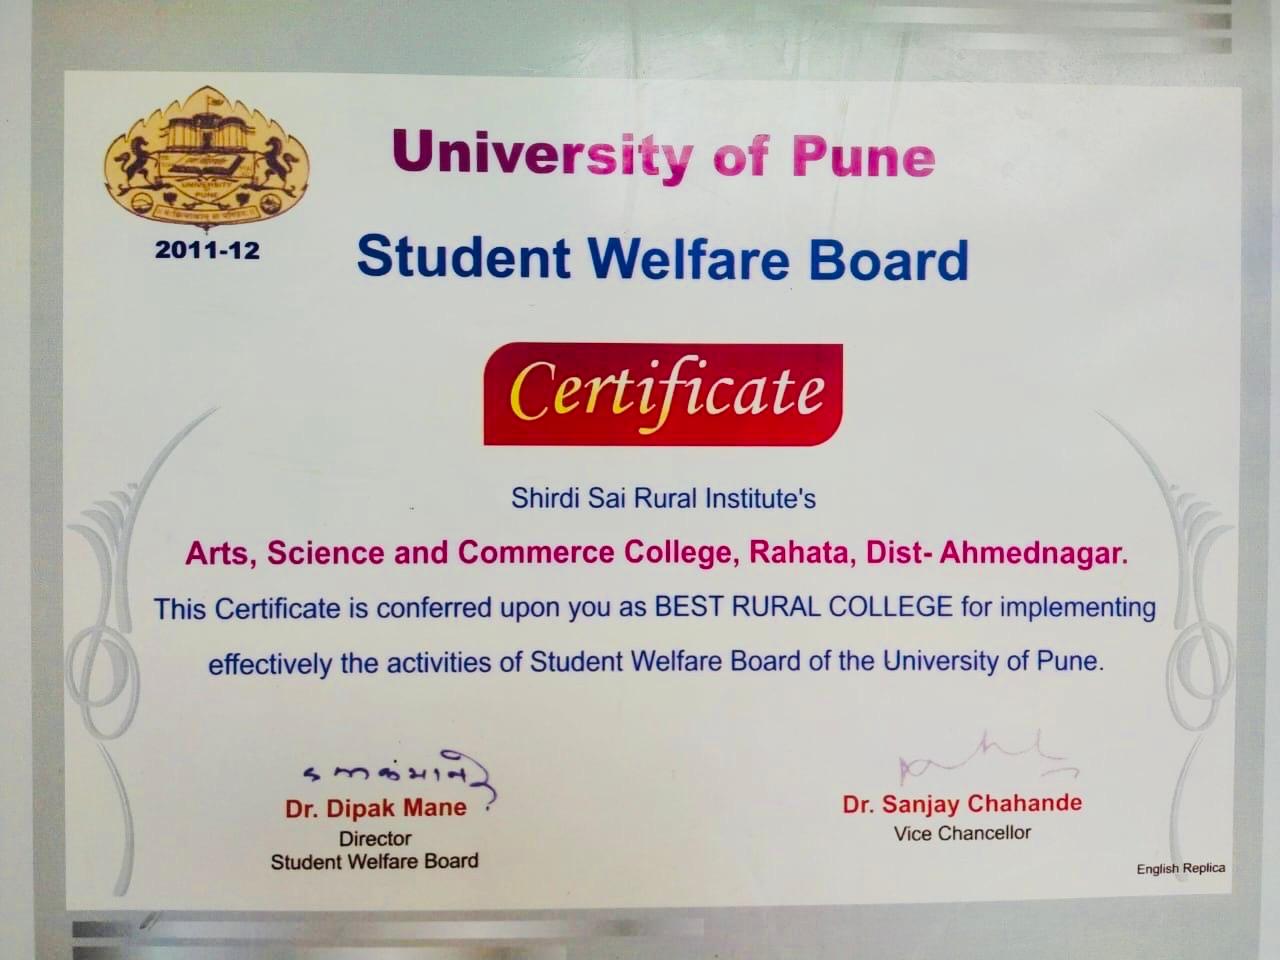 UNIVERSITY
OF
PUNE
2011-12
University of Pune
Student Welfare Board
Certificate
Shirdi Sai Rural Institute's
Arts, Science and Commerce College, Rahata, Dist- Ahmednagar.
This Certificate is conferred upon you as BEST RURAL COLLEGE for implementing
effectively the activities of Student Welfare Board of the University of Pune.
Dr. Dipak Mane
Director
Student Welfare Board
Dr. Sanjay Chahande
Vice Chancellor
English Replica